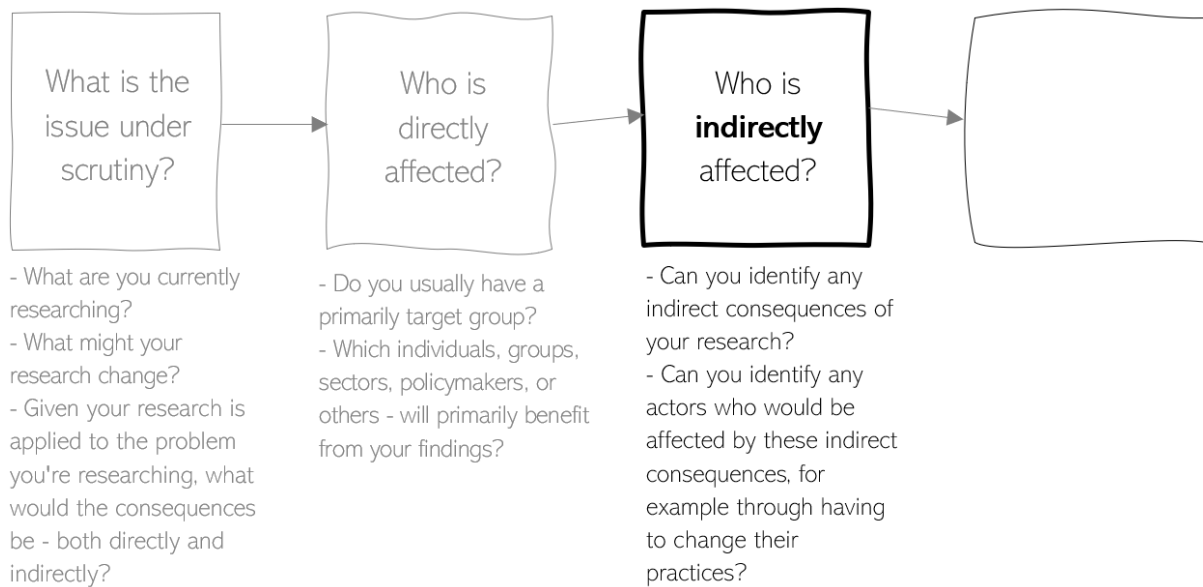 What is the
issue under
scrutiny?
- What are you currently
researching?
- What might your
research change?
- Given your research is
applied to the problem
you're researching, what
would the consequences
be - both directly and
indirectly?
Who is
directly
affected?
- Do you usually have a
primarily target group?
- Which individuals, groups,
sectors, policymakers, or
others - will primarily benefit
from your findings?
Who is
indirectly
affected?
- Can you identify any
indirect consequences of
your research?
- Can you identify any
actors who would be
affected by these indirect
consequences, for
example through having
to change their
practices?